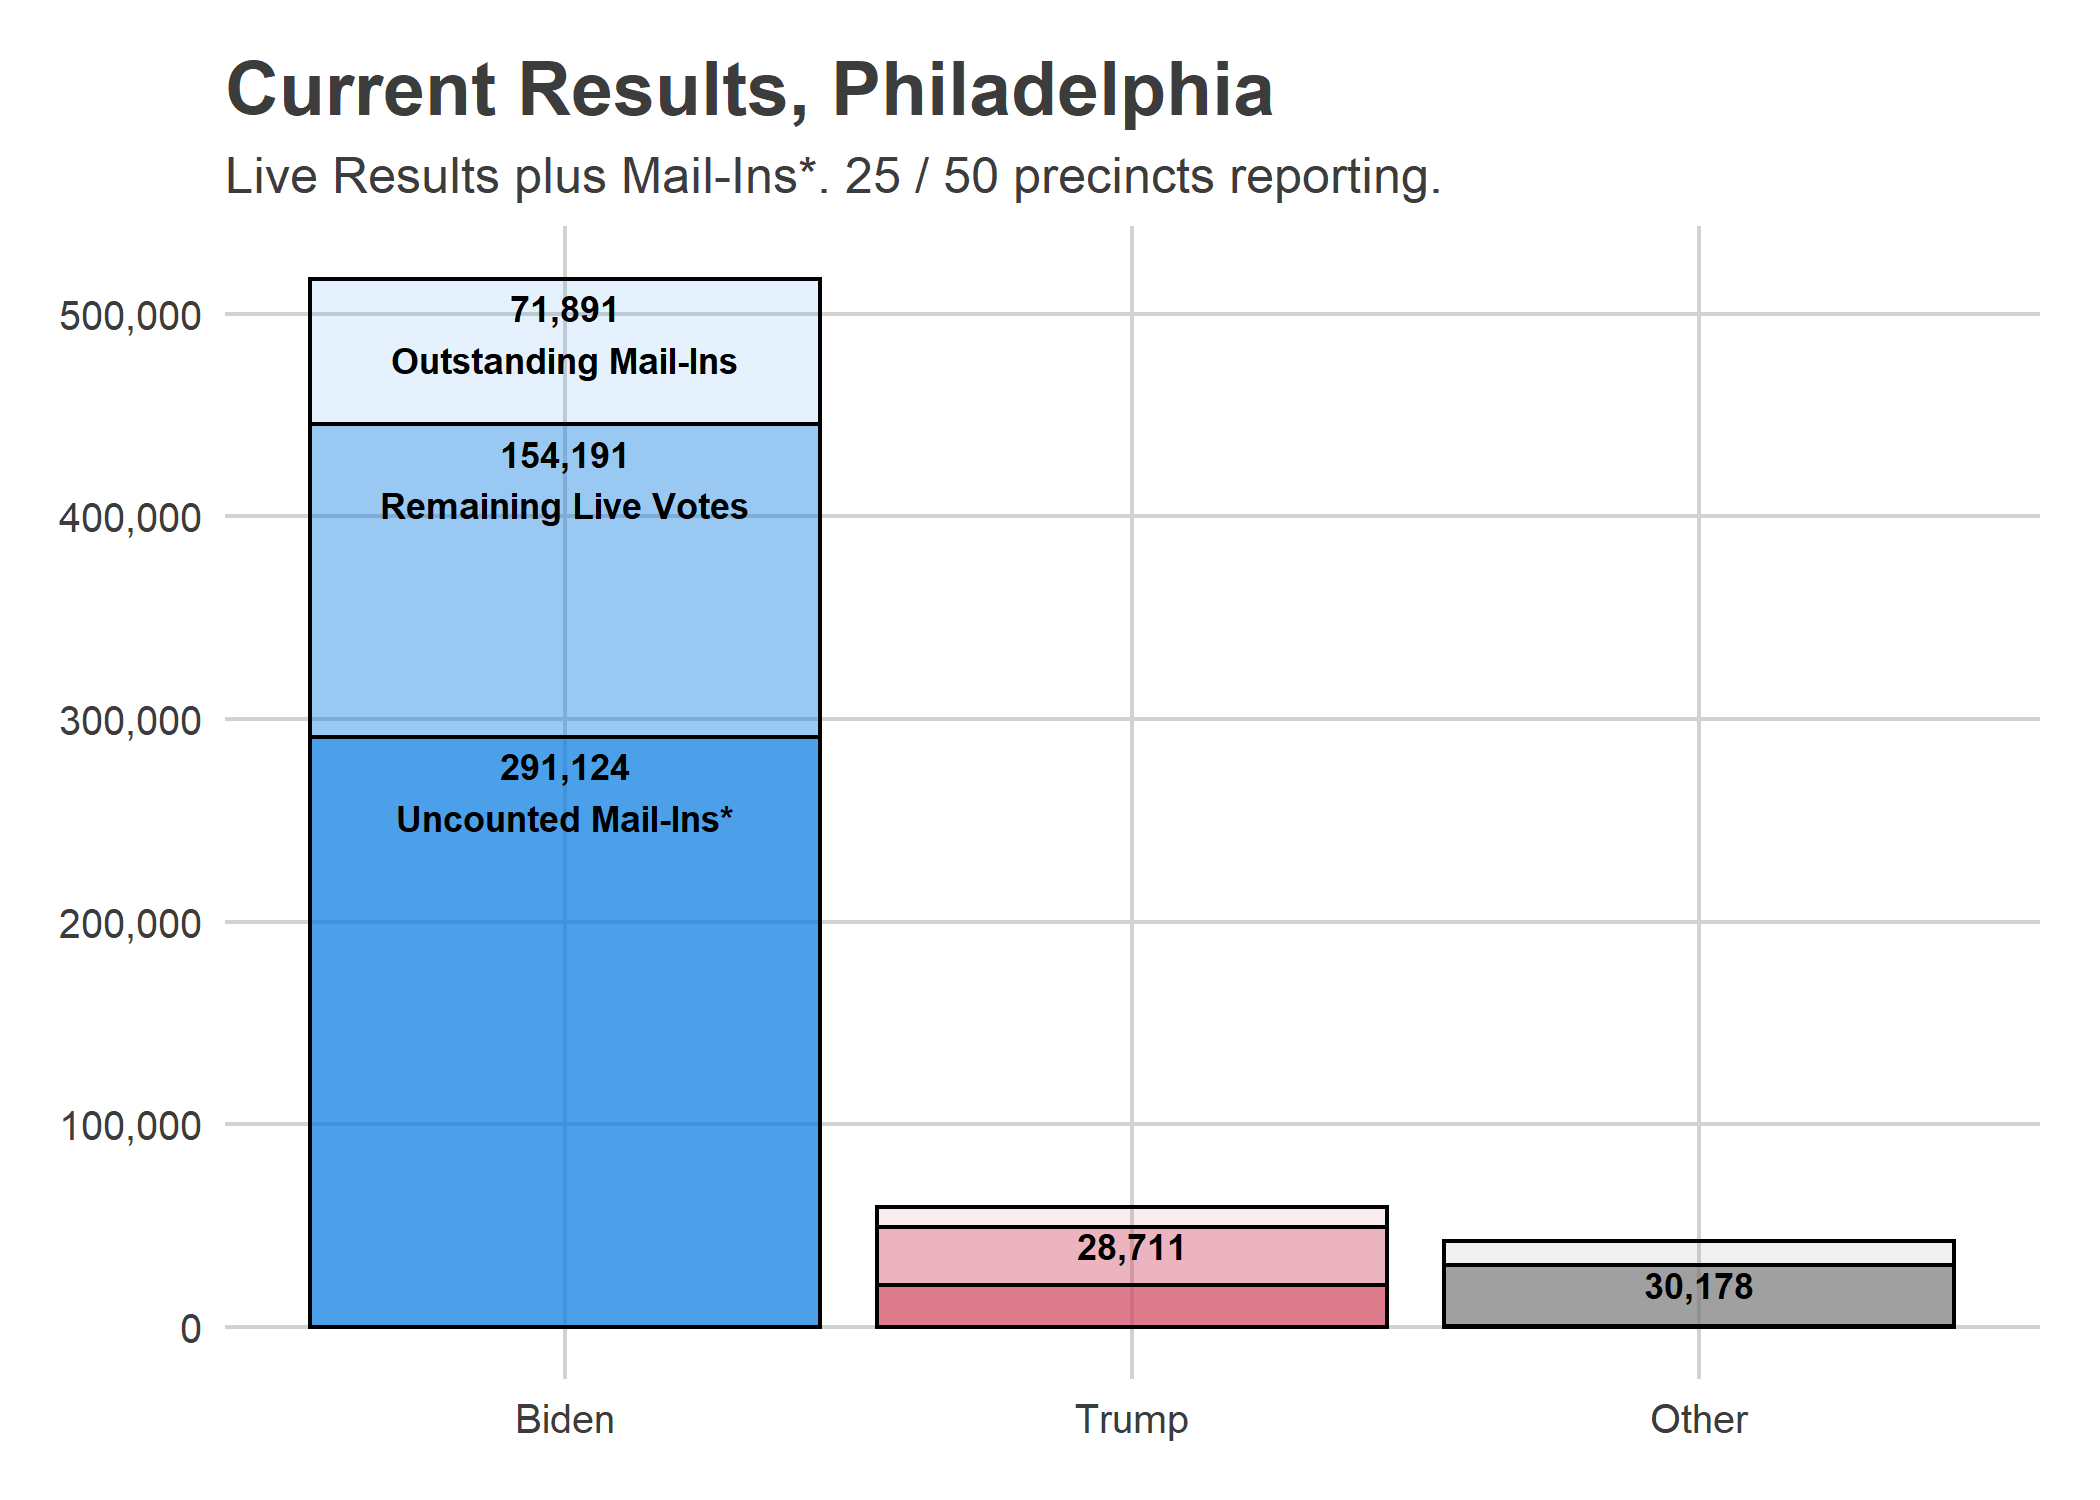 Current Results, Philadelphia
Live Results plus Mail-Ins*. 25 / 50 precincts reporting.
500,000
400,000
300,000
200,000
100,000
0
71,891
Outstanding Mail-Ins
154,191
Remaining Live Votes
291,124
Uncounted Mail-Ins*
28,711
30,178
Biden
Trump
Other